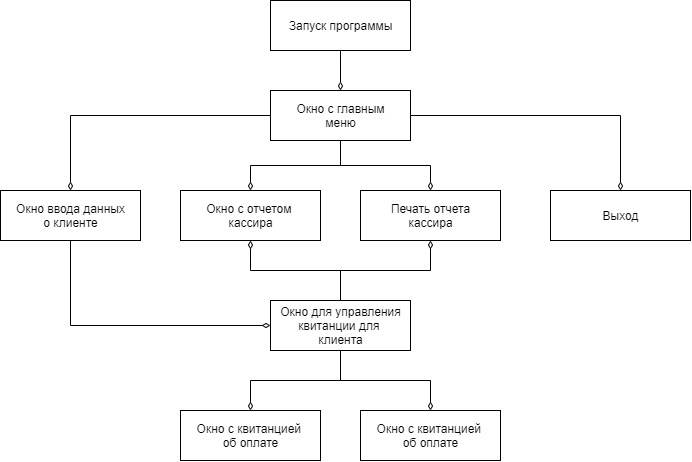 Запуск программы
Окно с главным
меню
Окно ввода данных
о клиенте
Окно с отчетом
кассира
Печать отчета
кассира
Выход
Окно для управления
квитанции для
клиента
Окно с квитанцией
об оплате
Окно с квитанцией
об оплате